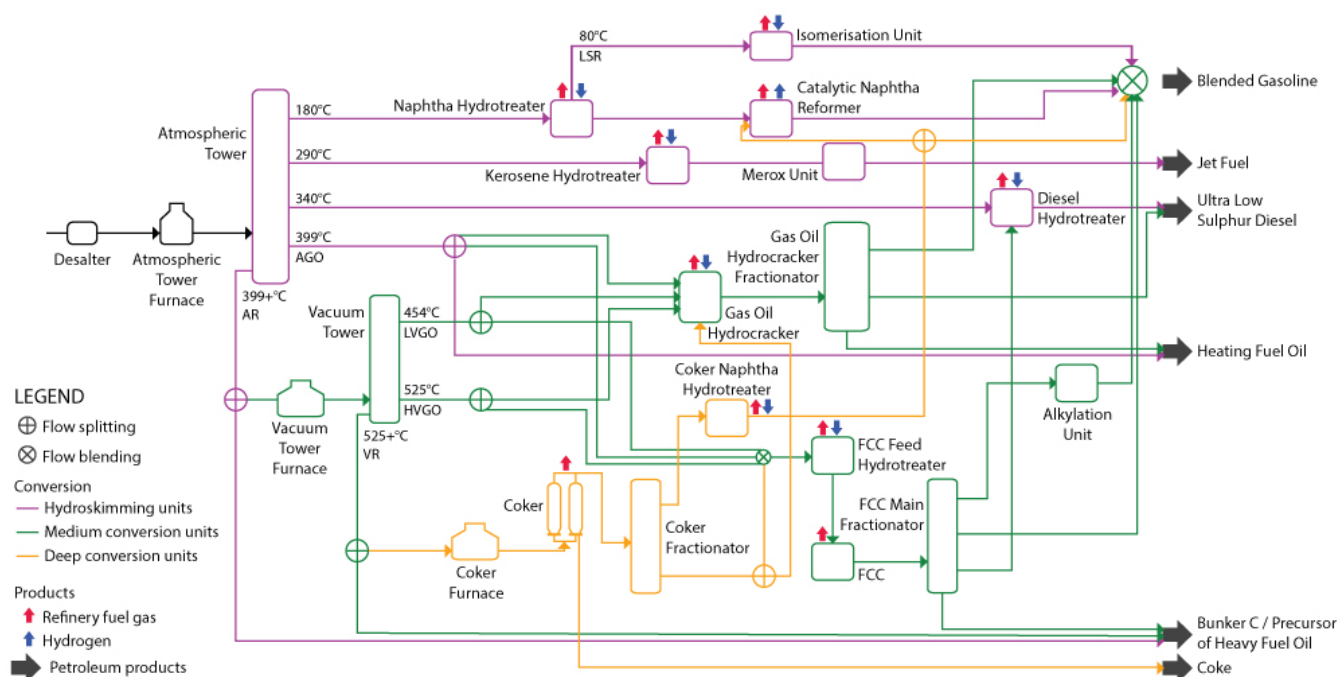 80°C
LSR
Isomerisation Unit
Blended Gasoline
180°C
Naphtha Hydrotreater
Catalytic Naphtha
Reformer
Atmospheric
Tower
290°C
Kerosene Hydrotreater
Merox Unit
Jet Fuel
340°C
Diesel
Hydrotreater
Ultra Low
Sulphur Diesel
Desalter
Atmospheric
Tower
Furnace
399°C
AGO
399+°C
AR
Gas Oil
Hydrocracker
Fractionator
Gas Oil
Hydrocracker
Vacuum
Tower
454°C
LVGO
Heating Fuel Oil
Coker Naphtha
Hydrotreater
525°C
HVGO
525+°C
VR
Vacuum
Tower
Furnace
Alkylation
Unit
FCC Feed
Hydrotreater
Coker
Coker
Fractionator
FCC Main
Fractionator
FCC
Coker
Furnace
Bunker C / Precursor
of Heavy Fuel Oil
Coke
LEGEND
Flow splitting
Flow blending
Conversion
Hydroskimming units
Medium conversion units
Deep conversion units
Products
Refinery fuel gas
Hydrogen
Petroleum products